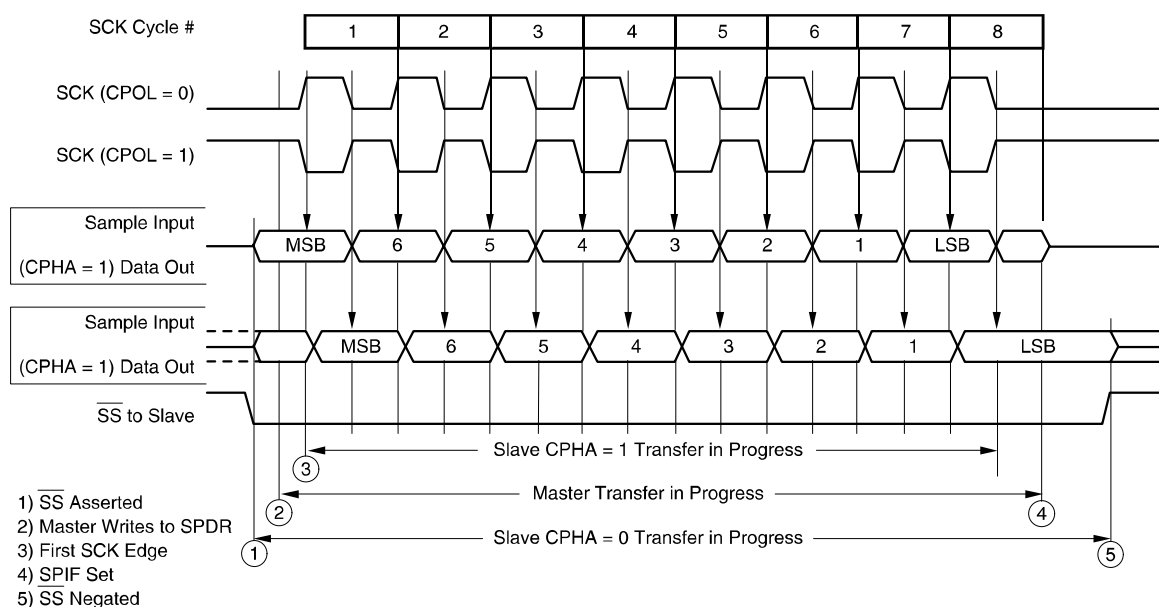 SCK Cycle #
1 2 3 4 5 6 7 8
SCK (CPOL = 0)
SCK (CPOL = 1)
Sample Input
MSB 6 5 4 3 2 1 LSB
(CPHA = 1) Data Out
Sample Input
MSB 6 5 4 3 2 1 LSB
(CPHA = 1) Data Out
SS to Slave
Slave CPHA = 1 Transfer in Progress
3
Master Transfer in Progress
2 4
Slave CPHA = 0 Transfer in Progress
1 5
1) SS Asserted
2) Master Writes to SPDR
3) First SCK Edge
4) SPIF Set
5) SS Negated